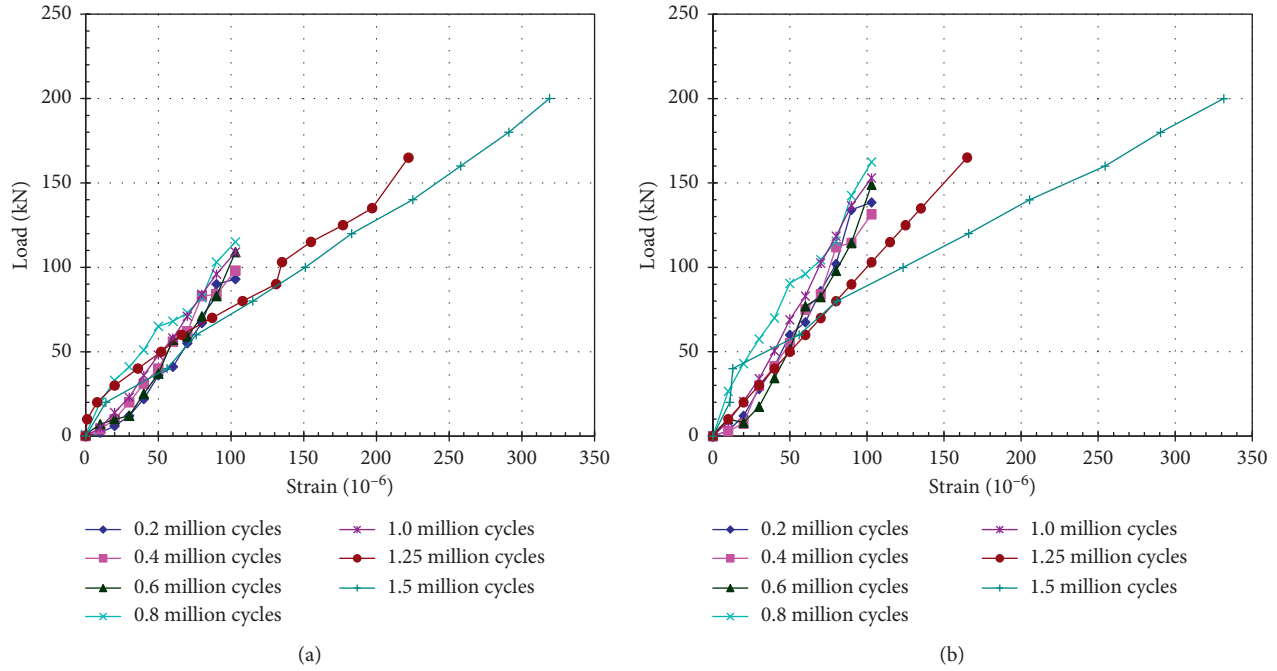 250
200
150
100
50
0
Load (kN)
0 50 100 150 200 250 300 350
Strain (10⁻⁶)
0.2 million cycles
0.4 million cycles
0.6 million cycles
0.8 million cycles
1.0 million cycles
1.25 million cycles
1.5 million cycles
(a)
250
200
150
100
50
0
Load (kN)
0 50 100 150 200 250 300 350
Strain (10⁻⁶)
0.2 million cycles
0.4 million cycles
0.6 million cycles
0.8 million cycles
1.0 million cycles
1.25 million cycles
1.5 million cycles
(b)